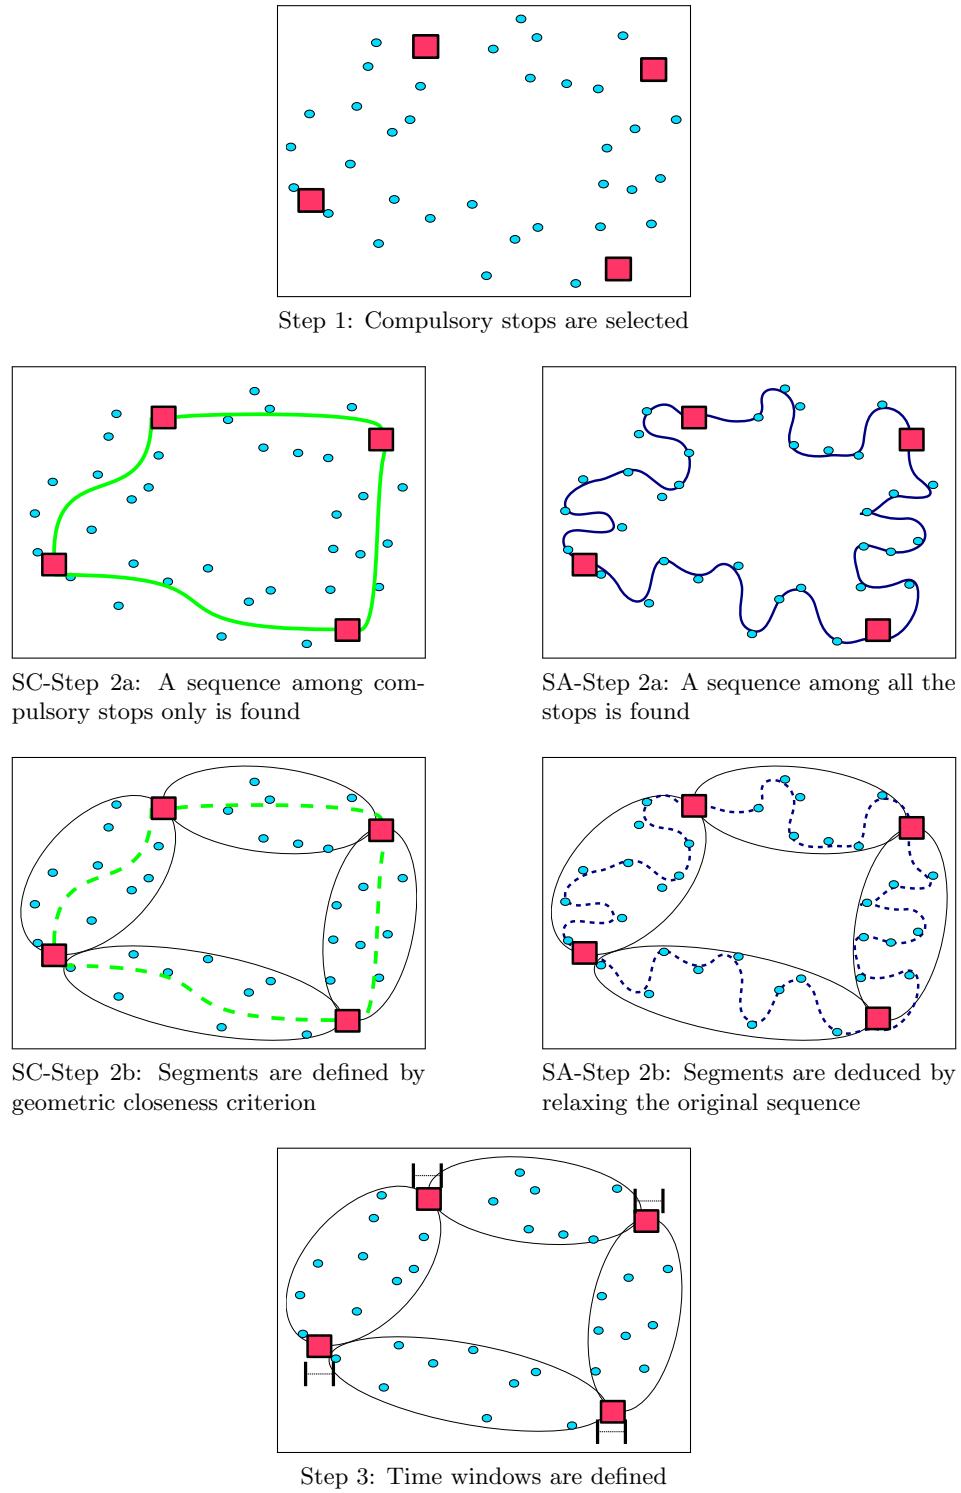 Step 1: Compulsory stops are selected
SC-Step 2a: A sequence among com-
pulsory stops only is found
SA-Step 2a: A sequence among all the
stops is found
SC-Step 2b: Segments are defined by
geometric closeness criterion
SA-Step 2b: Segments are deduced by
relaxing the original sequence
Step 3: Time windows are defined